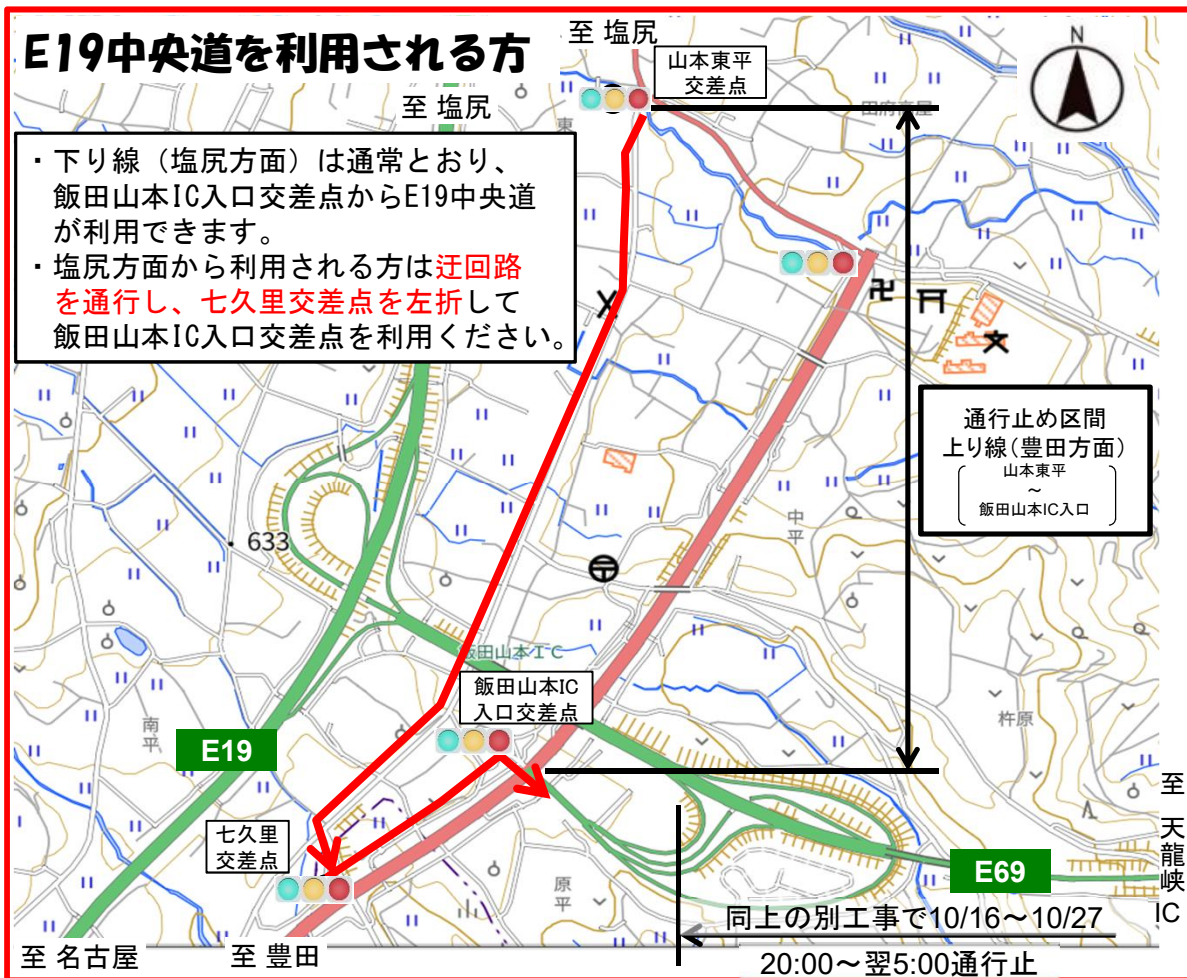 E19中央道を利用される方
至 塩尻
至 塩尻
山本東平
交差点
N
・下り線（塩尻方面）は通常とおり、
飯田山本IC入口交差点からE19中央道
が利用できます。
・塩尻方面から利用される方は迂回路
を通行し、七久里交差点を左折して
飯田山本IC入口交差点を利用ください。
東
通行止め区間
上り線(豊田方面)
山本東平
～
飯田山本IC入口
中平
633
飯田山本IC
飯田山本IC
入口交差点
南平
杵原
E19
七久里
交差点
原平
E69
至 天龍峡 IC
同上の別工事で10/16～10/27
20:00～翌5:00通行止
至 名古屋
至 豊田